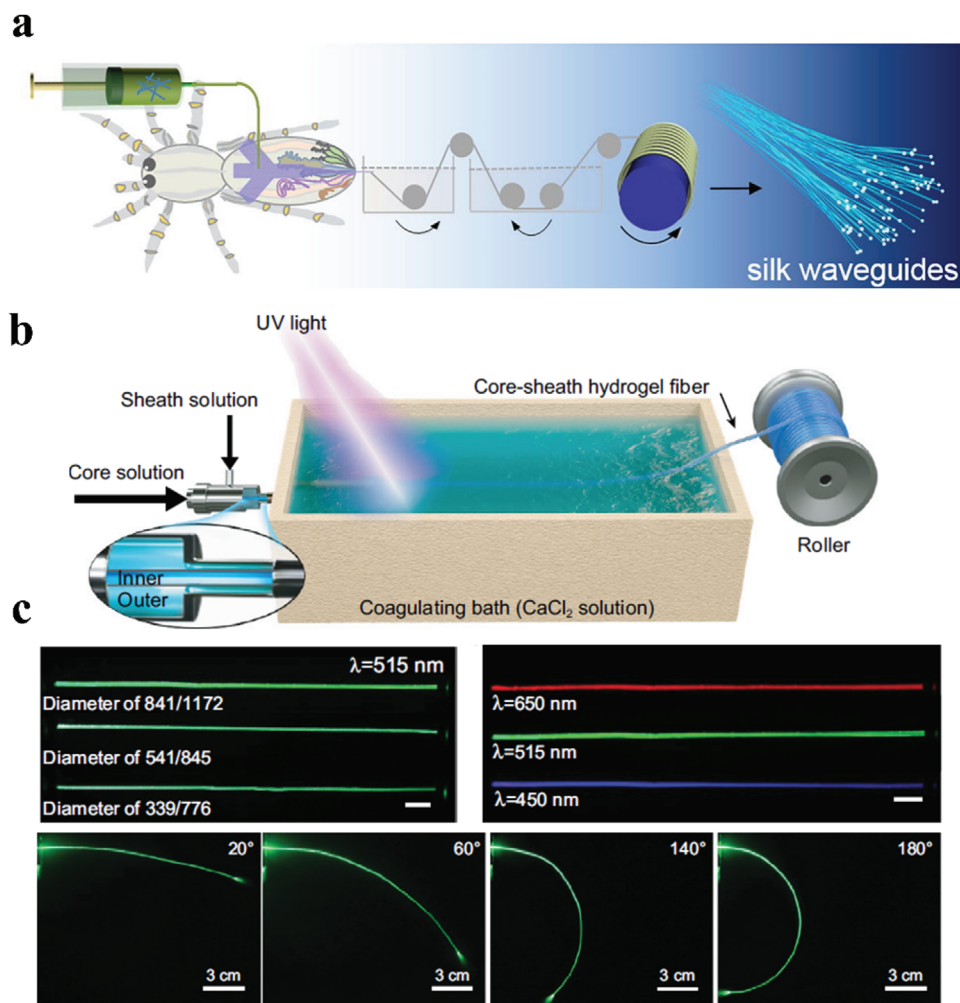 a
silk waveguides
b
UV light
Sheath solution
Core-sheath hydrogel fiber
Core solution
Roller
Inner
Outer
Coagulating bath (CaCl₂ solution)
c
λ=515 nm
Diameter of 841/1172
Diameter of 541/845
Diameter of 339/776
λ=650 nm
λ=515 nm
λ=450 nm
20°
3 cm
60°
3 cm
140°
3 cm
180°
3 cm